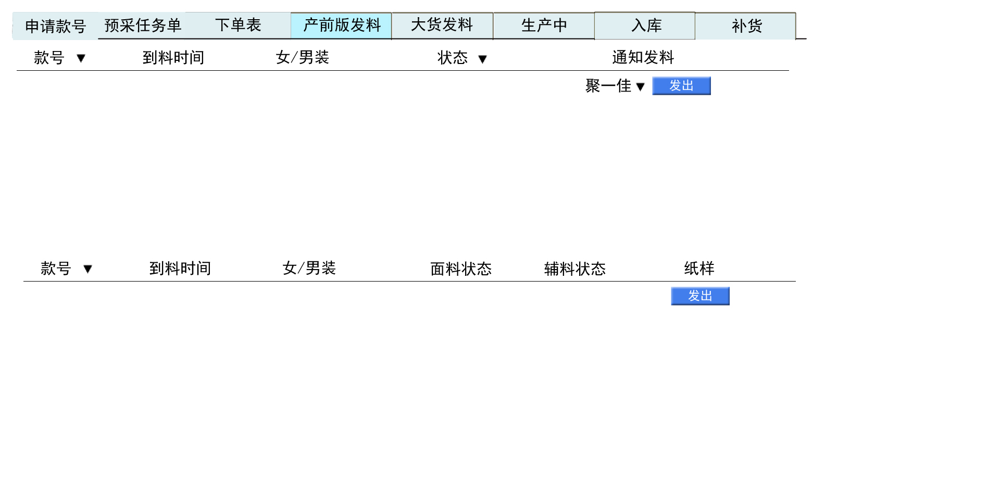 申请款号 预采任务单 下单表 产前版发料 大货发料 生产中 入库 补货
款号 ▼ 到料时间 女/男装 状态 ▼ 通知发料
聚一佳 ▼ 发出
款号 ▼ 到料时间 女/男装 面料状态 辅料状态 纸样
发出